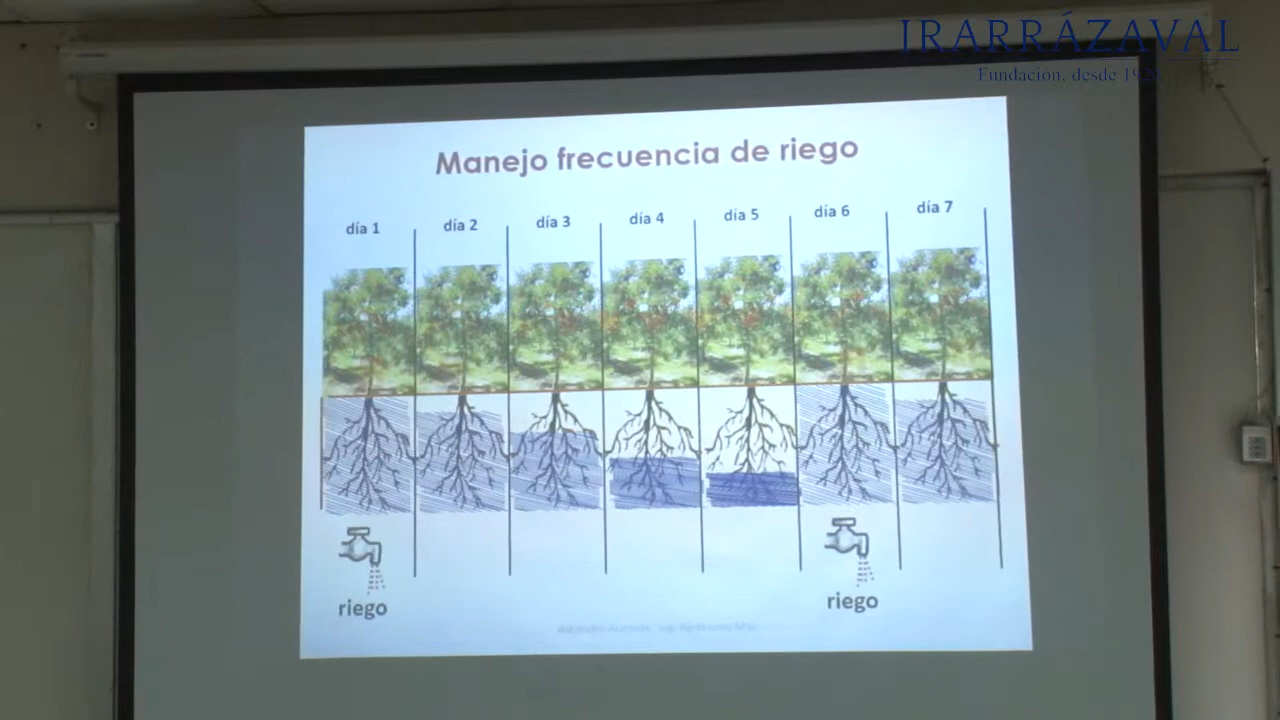 IRARRÁZAVAL
Fundación, desde 19
Manejo frecuencia de riego
día 1 día 2 día 3 día 4 día 5 día 6 día 7
riego riego